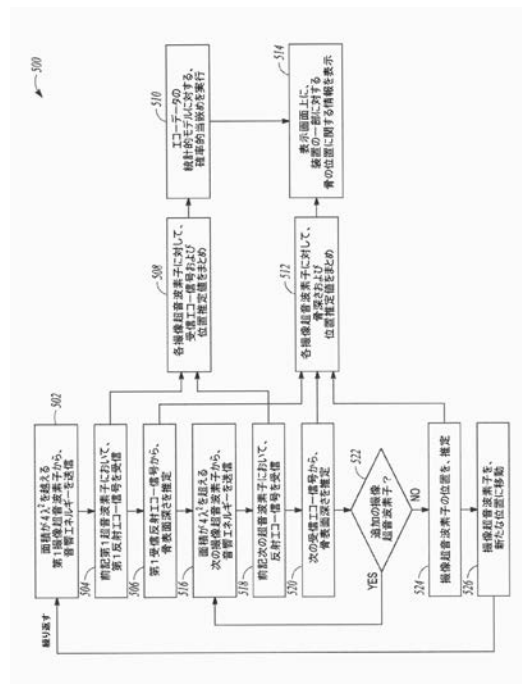 500
繰り返す
502
面積が4λ²を越える
第1撮像超音波素子から、
音響エネルギーを送信
504
前記第1超音波素子において、
第1反射エコー信号を受信
506
第1受信反射エコー信号から、
骨表面深さを推定
516
面積が4λ²を超える
次の撮像超音波素子から、
音響エネルギーを送信
518
前記次の超音波素子において、
反射エコー信号を受信
520
次の受信エコー信号から、
骨表面深さを推定
522
追加の撮像
超音波素子?
YES
NO
524
撮像超音波素子の位置を、推定
526
撮像超音波素子を、
新たな位置に移動
508
各撮像超音波素子に対して、
受信エコー信号および
位置推定値をまとめ
512
各撮像超音波素子に対して、
骨深さおよび
位置推定値をまとめ
510
エコーデータの
統計的モデルに対する、
確率的当嵌めを実行
514
表示画面上に、
装置の一部に対する
骨の位置に関する情報を表示